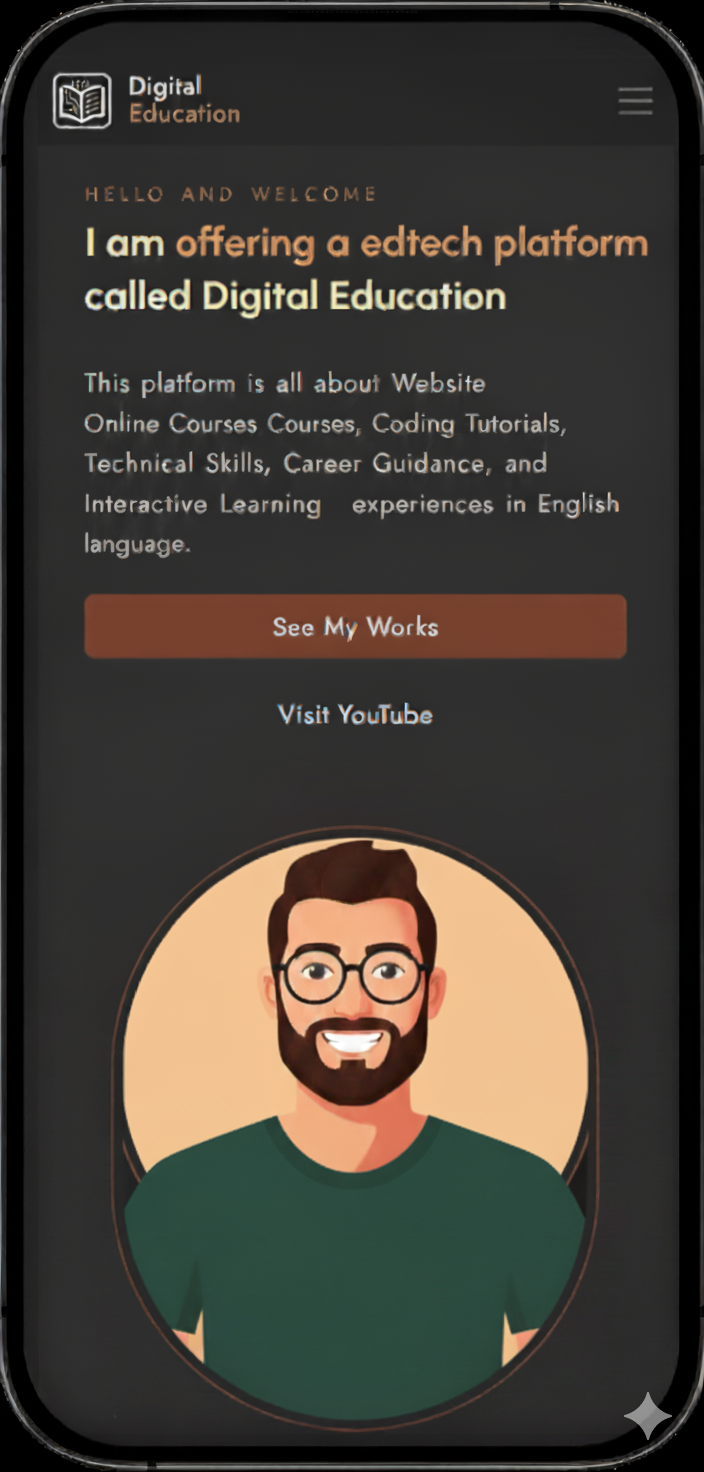 Digital
Education
HELLO AND WELCOME
I am offering a edtech platform
called Digital Education
This platform is all about Website
Online Courses Courses, Coding Tutorials,
Technical Skills, Career Guidance, and
Interactive Learning experiences in English
language.
See My Works
Visit YouTube